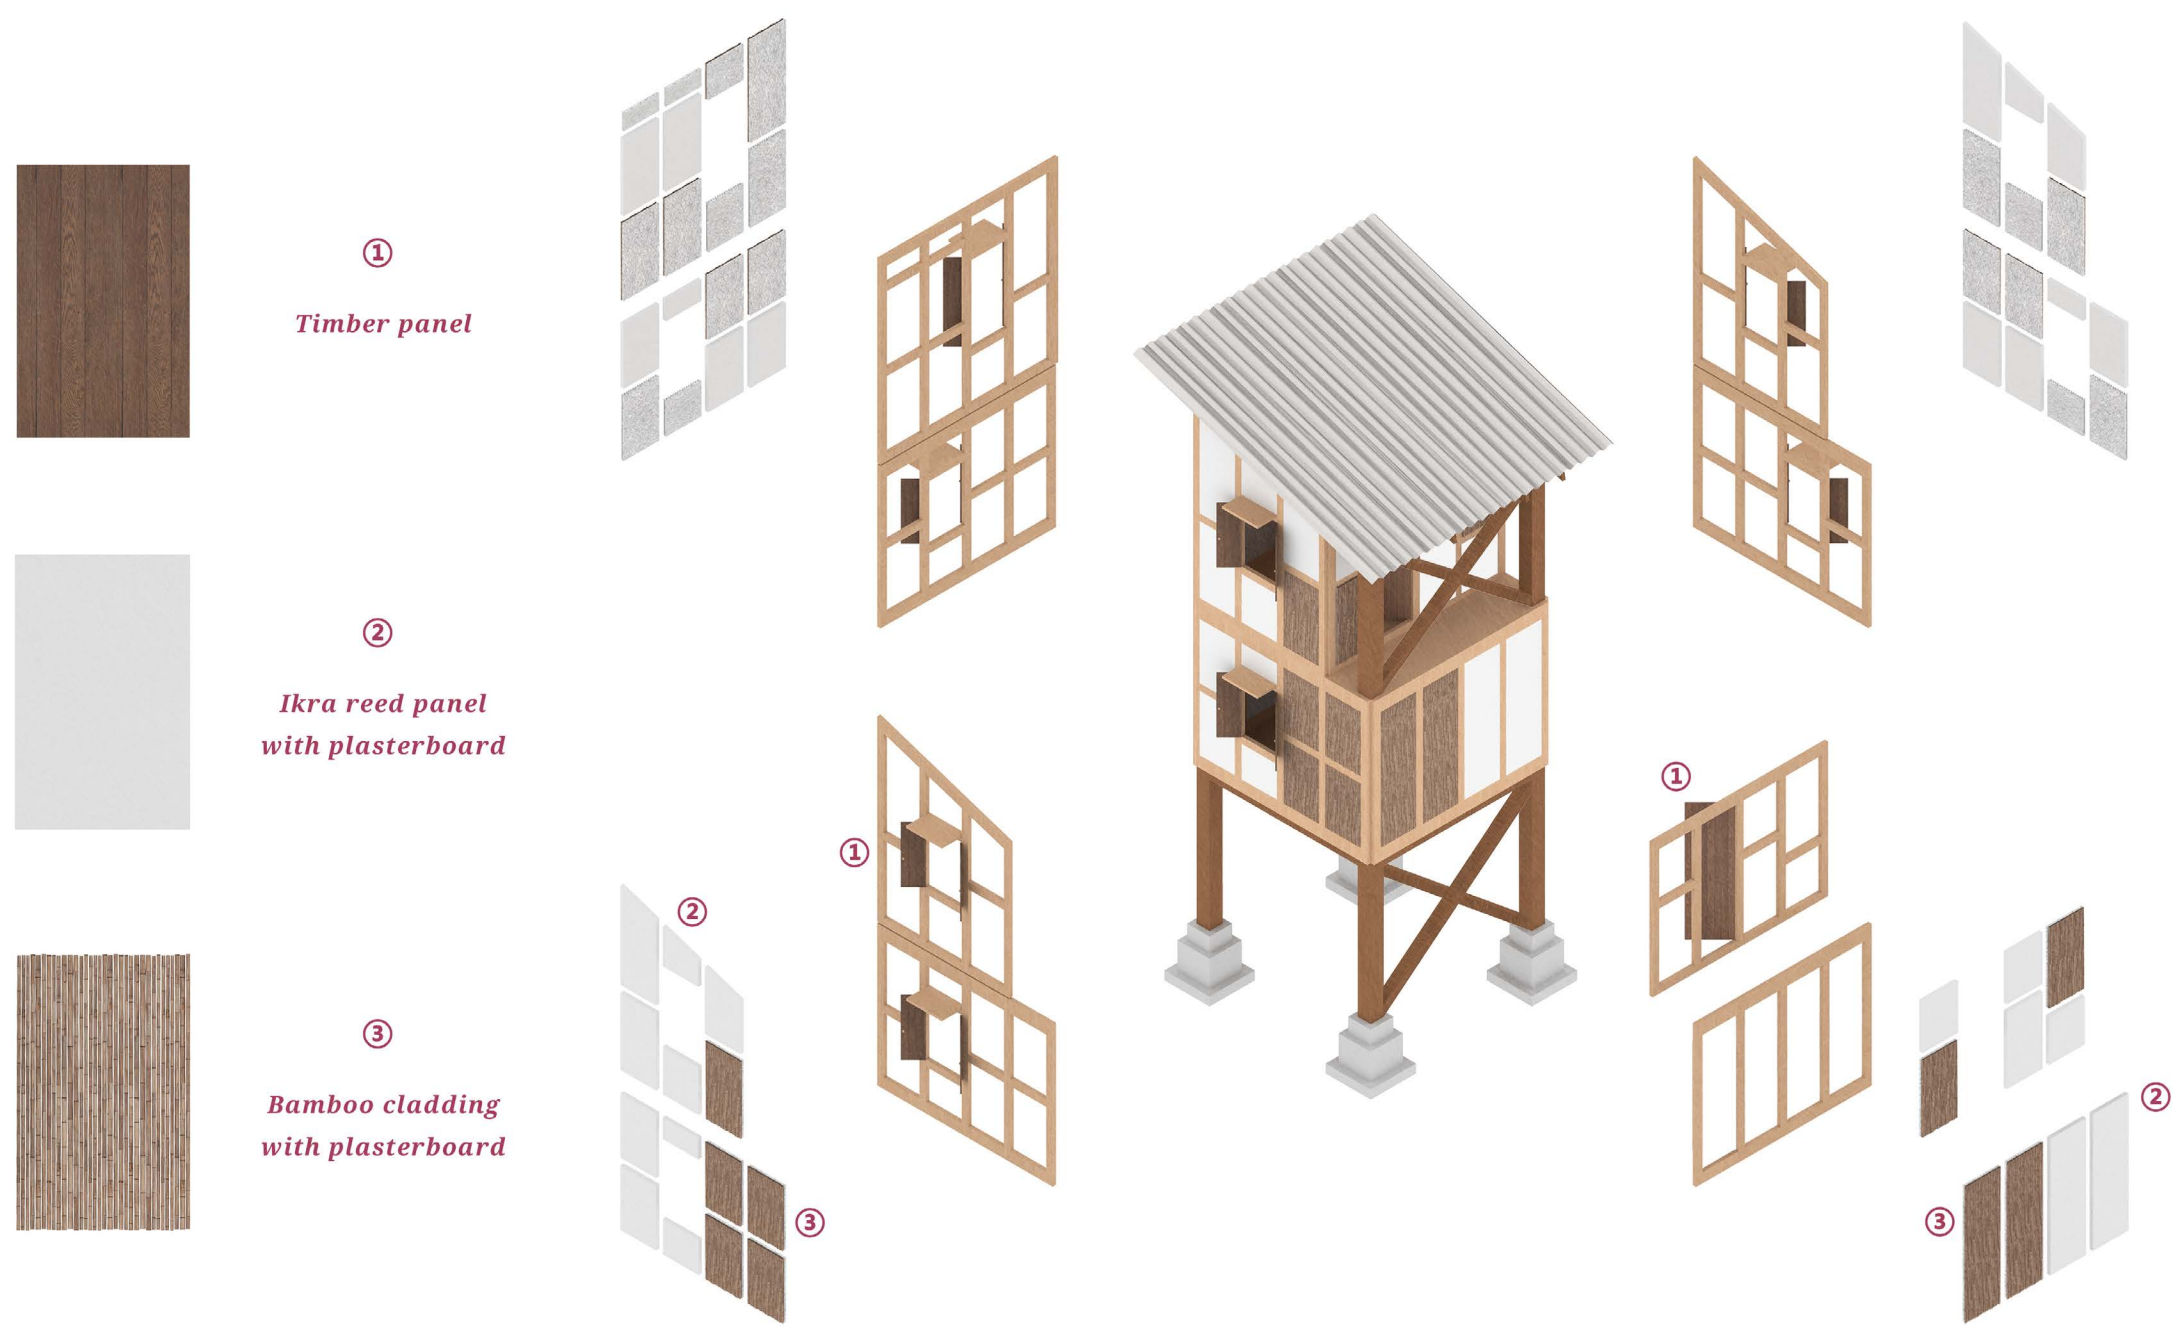 ①
Timber panel
②
Ikra reed panel
with plasterboard
③
Bamboo cladding
with plasterboard
①
②
③
①
②
③